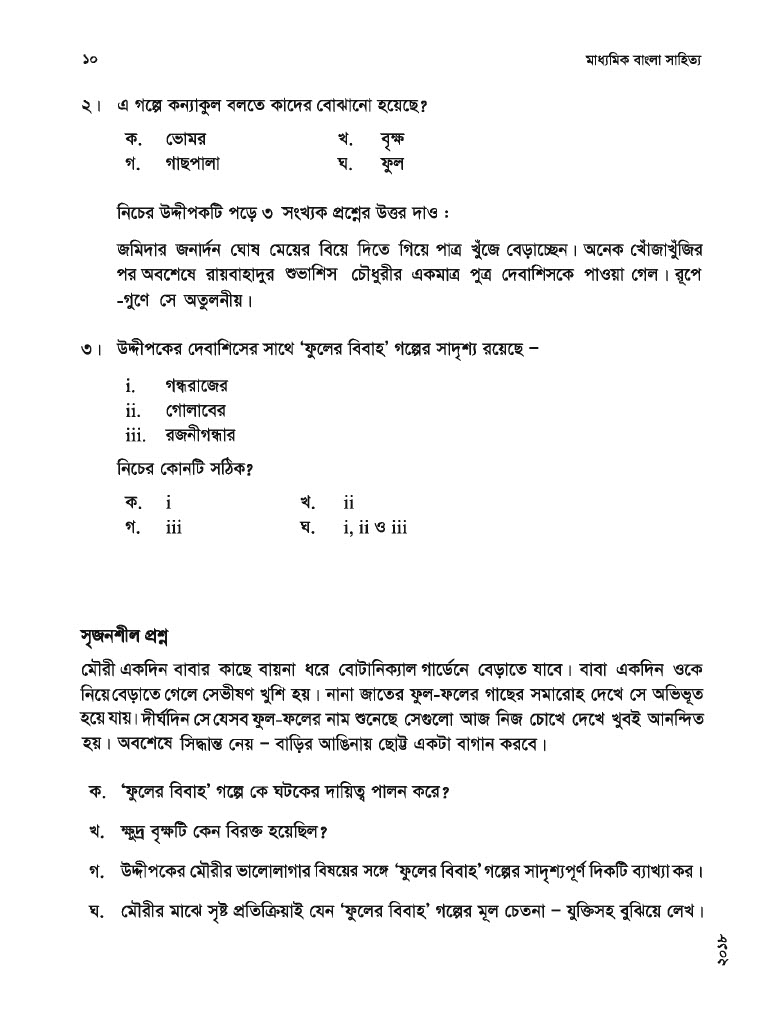 ১০ মাধ্যমিক বাংলা সাহিত্য
২। এ গল্পে কন্যাকুল বলতে কাদের বোঝানো হয়েছে?
ক. ভোমর খ. বৃক্ষ
গ. গাছপালা ঘ. ফুল
নিচের উদ্দীপকটি পড়ে ৩ সংখ্যক প্রশ্নের উত্তর দাও :
জমিদার জনার্দন ঘোষ মেয়ের বিয়ে দিতে গিয়ে পাত্র খুঁজে বেড়াচ্ছেন। অনেক খোঁজাখুঁজির
পর অবশেষে রায়বাহাদুর শুভাশিস চৌধুরীর একমাত্র পুত্র দেবাশিসকে পাওয়া গেল। রূপে
-গুণে সে অতুলনীয়।
৩। উদ্দীপকের দেবাশিসের সাথে ‘ফুলের বিবাহ’ গল্পের সাদৃশ্য রয়েছে –
i. গন্ধরাজের
ii. গোলাবের
iii. রজনীগন্ধার
নিচের কোনটি সঠিক?
ক. i খ. ii
গ. iii ঘ. i, ii ও iii
সৃজনশীল প্রশ্ন
মৌরী একদিন বাবার কাছে বায়না ধরে বোটানিক্যাল গার্ডেনে বেড়াতে যাবে। বাবা একদিন ওকে
নিয়ে বেড়াতে গেলে সেভীষণ খুশি হয়। নানা জাতের ফুল-ফলের গাছের সমারোহ দেখে সে অভিভূত
হয়ে যায়। দীর্ঘদিন সে যেসব ফুল-ফলের নাম শুনেছে সেগুলো আজ নিজ চোখে দেখে খুবই আনন্দিত
হয়। অবশেষে সিদ্ধান্ত নেয় – বাড়ির আঙিনায় ছোট্ট একটা বাগান করবে।
ক. ‘ফুলের বিবাহ’ গল্পে কে ঘটকের দায়িত্ব পালন করে?
খ. ক্ষুদ্র বৃক্ষটি কেন বিরক্ত হয়েছিল?
গ. উদ্দীপকের মৌরীর ভালোলাগার বিষয়ের সঙ্গে ‘ফুলের বিবাহ’ গল্পের সাদৃশ্যপূর্ণ দিকটি ব্যাখ্যা কর।
ঘ. মৌরীর মাঝে সৃষ্ট প্রতিক্রিয়াই যেন ‘ফুলের বিবাহ’ গল্পের মূল চেতনা – যুক্তিসহ বুঝিয়ে লেখ।
২০১৮